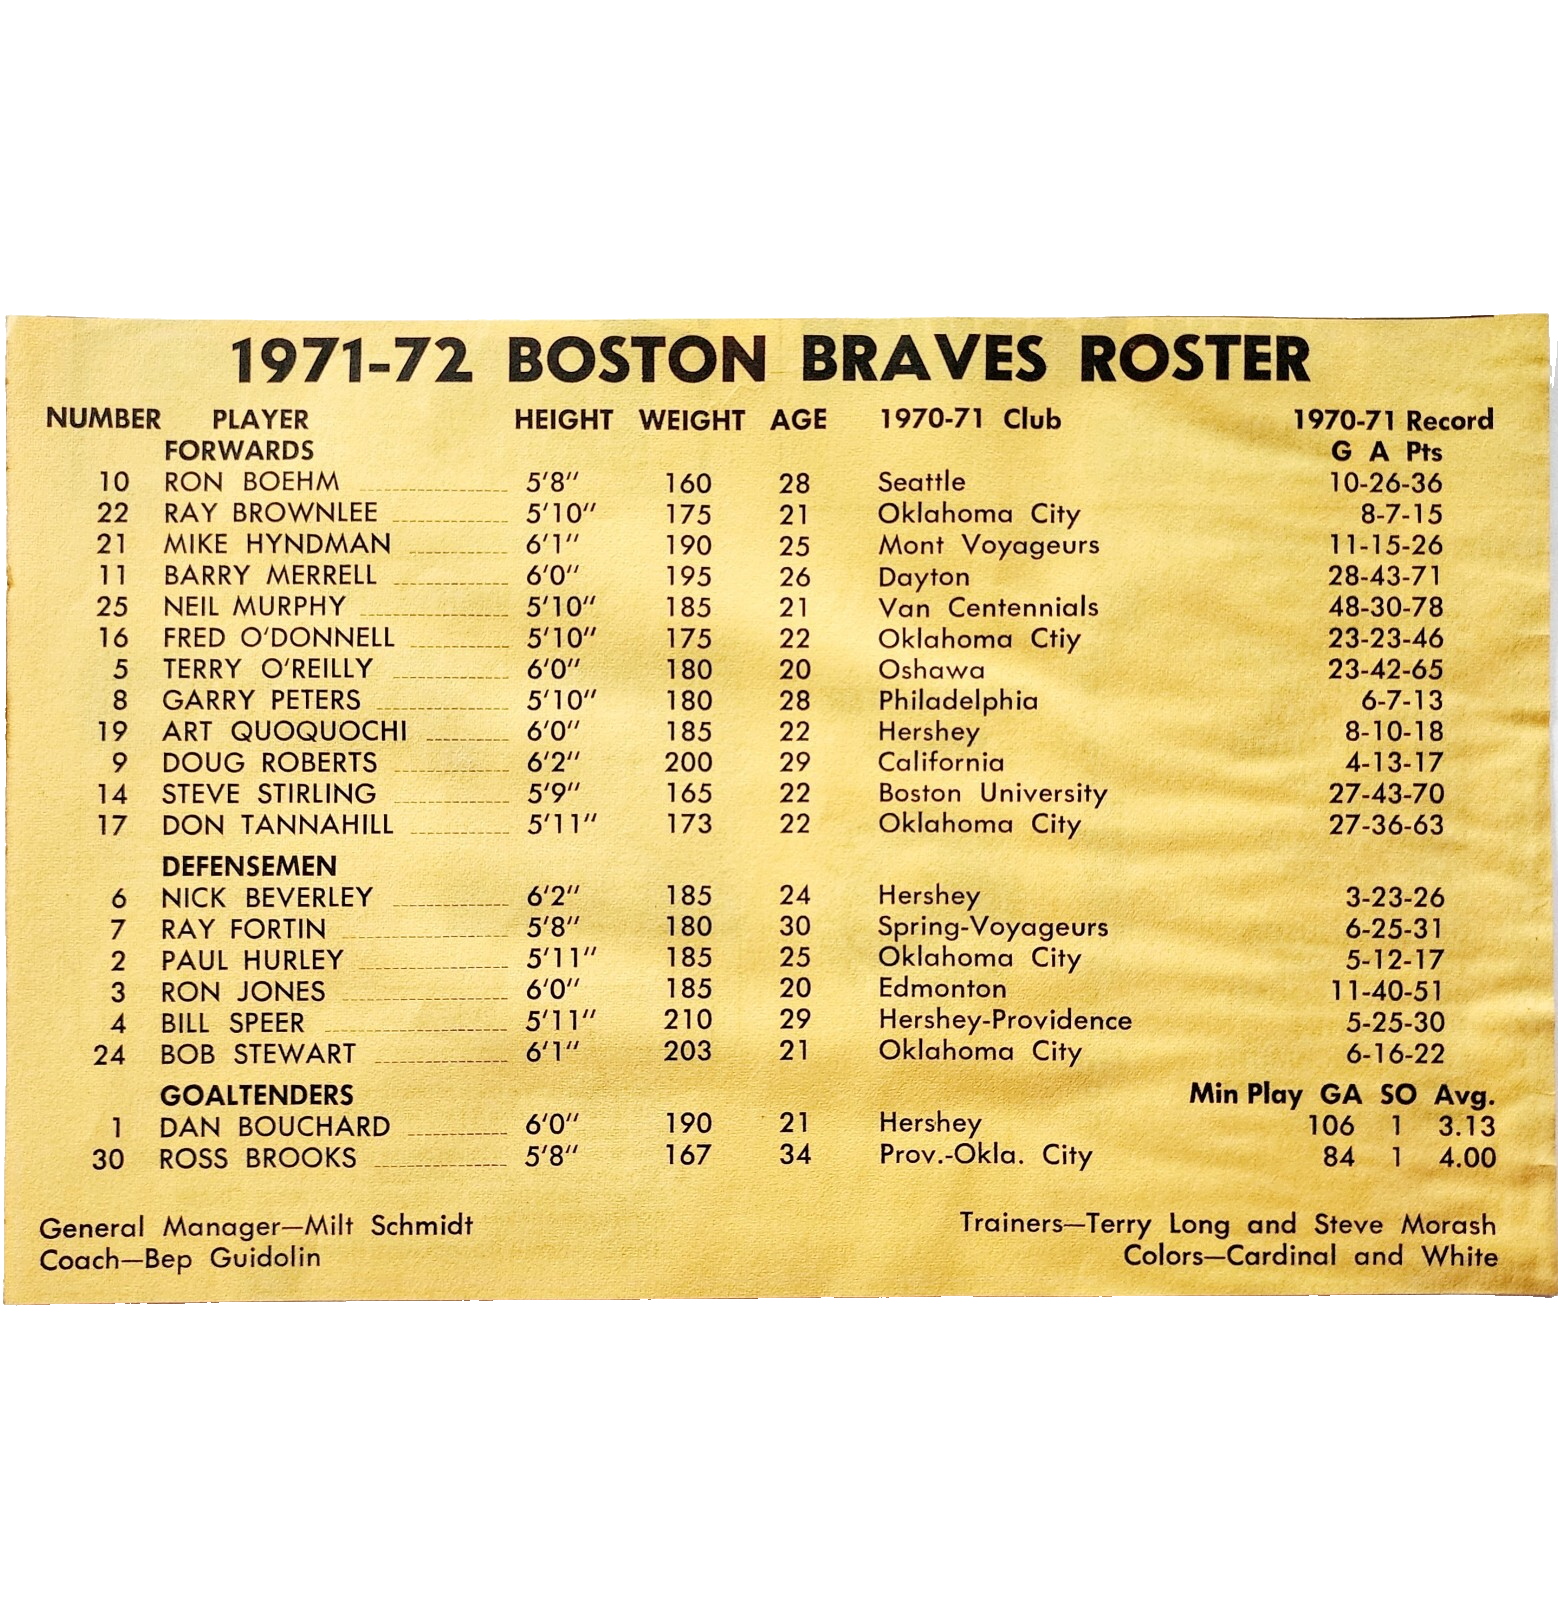 1971-72 BOSTON BRAVES ROSTER
NUMBER PLAYER HEIGHT WEIGHT AGE 1970-71 Club 1970-71 Record
FORWARDS G A Pts
10 RON BOEHM 5'8" 160 28 Seattle 10-26-36
22 RAY BROWNLEE 5'10" 175 21 Oklahoma City 8-7-15
21 MIKE HYNDMAN 6'1" 190 25 Mont Voyageurs 11-15-26
11 BARRY MERRELL 6'0" 195 26 Dayton 28-43-71
25 NEIL MURPHY 5'10" 185 21 Van Centennials 48-30-78
16 FRED O'DONNELL 5'10" 175 22 Oklahoma Ctiy 23-23-46
5 TERRY O'REILLY 6'0" 180 20 Oshawa 23-42-65
8 GARRY PETERS 5'10" 180 28 Philadelphia 6-7-13
19 ART QUOQUOCHI 6'0" 185 22 Hershey 8-10-18
9 DOUG ROBERTS 6'2" 200 29 California 4-13-17
14 STEVE STIRLING 5'9" 165 22 Boston University 27-43-70
17 DON TANNAHILL 5'11" 173 22 Oklahoma City 27-36-63
DEFENSEMEN
6 NICK BEVERLEY 6'2" 185 24 Hershey 3-23-26
7 RAY FORTIN 5'8" 180 30 Spring-Voyageurs 6-25-31
2 PAUL HURLEY 5'11" 185 25 Oklahoma City 5-12-17
3 RON JONES 6'0" 185 20 Edmonton 11-40-51
4 BILL SPEER 5'11" 210 29 Hershey-Providence 5-25-30
24 BOB STEWART 6'1" 203 21 Oklahoma City 6-16-22
GOALTENDERS Min Play GA SO Avg.
1 DAN BOUCHARD 6'0" 190 21 Hershey 106 1 3.13
30 ROSS BROOKS 5'8" 167 34 Prov.-Okla. City 84 1 4.00
General Manager—Milt Schmidt Trainers—Terry Long and Steve Morash
Coach—Bep Guidolin Colors—Cardinal and White